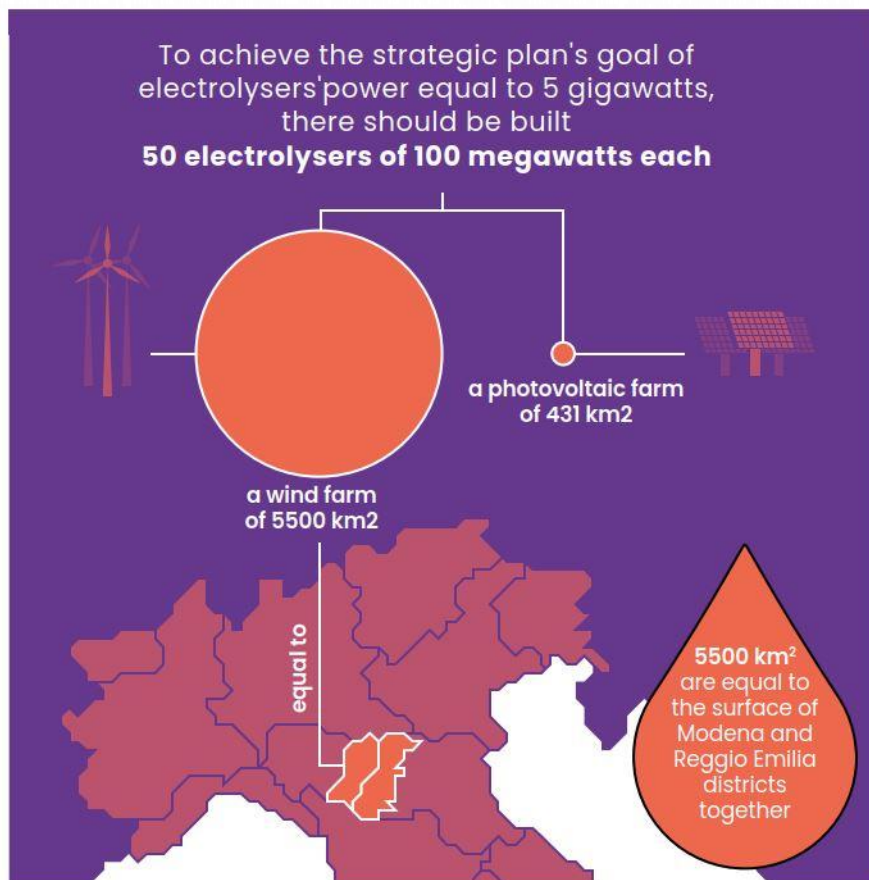 To achieve the strategic plan's goal of
electrolysers'power equal to 5 gigawatts,
there should be built
50 electrolysers of 100 megawatts each
a photovoltaic farm
of 431 km2
a wind farm
of 5500 km2
equal to
5500 km²
are equal to
the surface of
Modena and
Reggio Emilia
districts
together